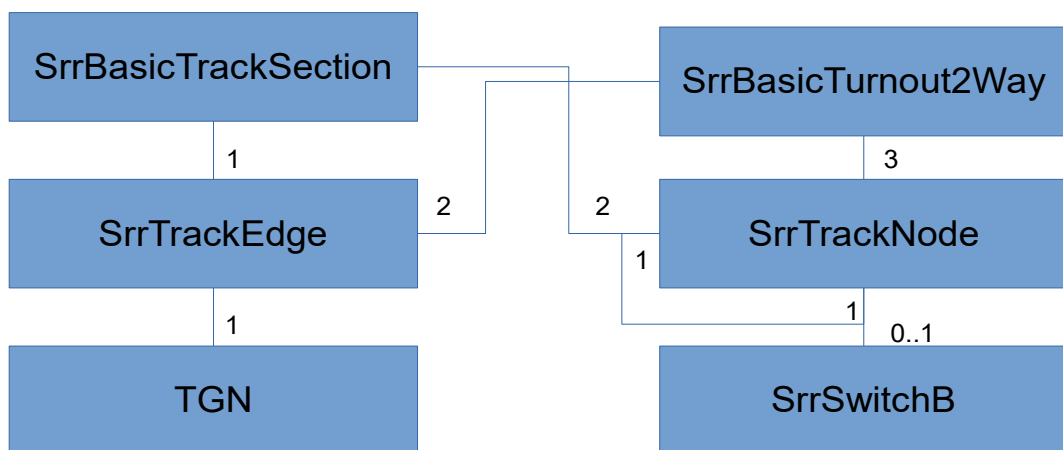 SrrBasicTrackSection
SrrBasicTurnout2Way
1
3
SrrTrackEdge
2
2
SrrTrackNode
1
1
1
0..1
TGN
SrrSwitchB